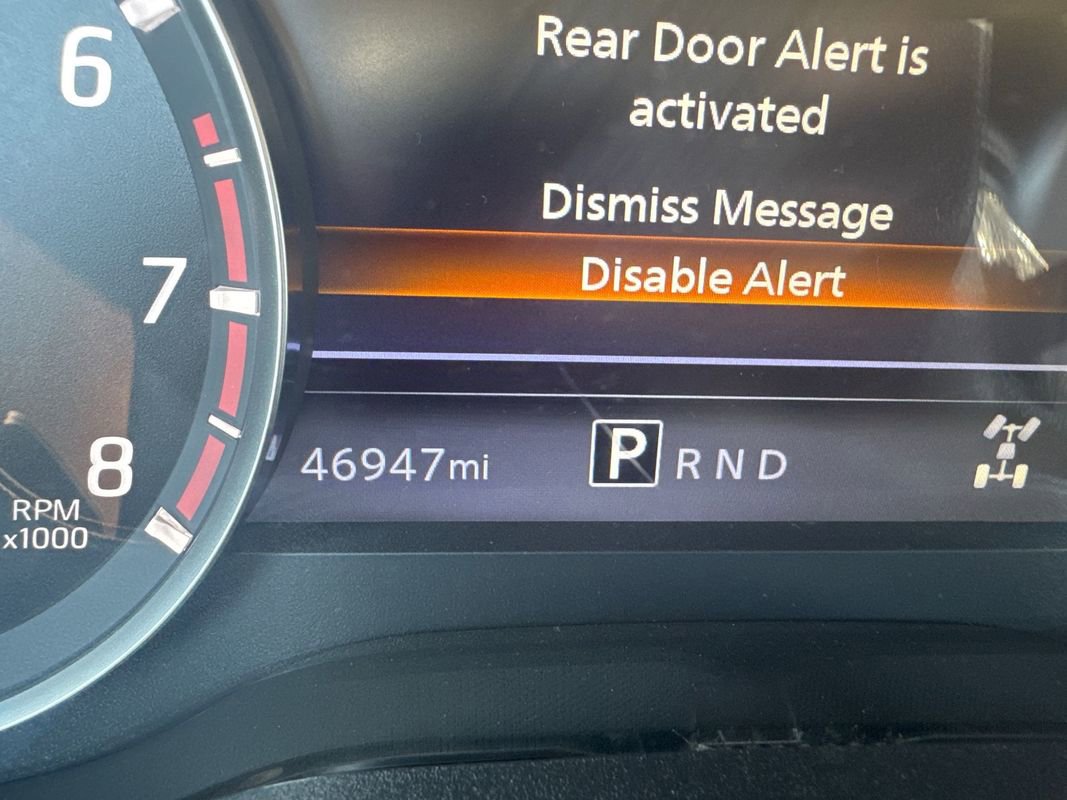 6
7
8
RPM
x1000
Rear Door Alert is
activated
Dismiss Message
Disable Alert
46947mi P R N D